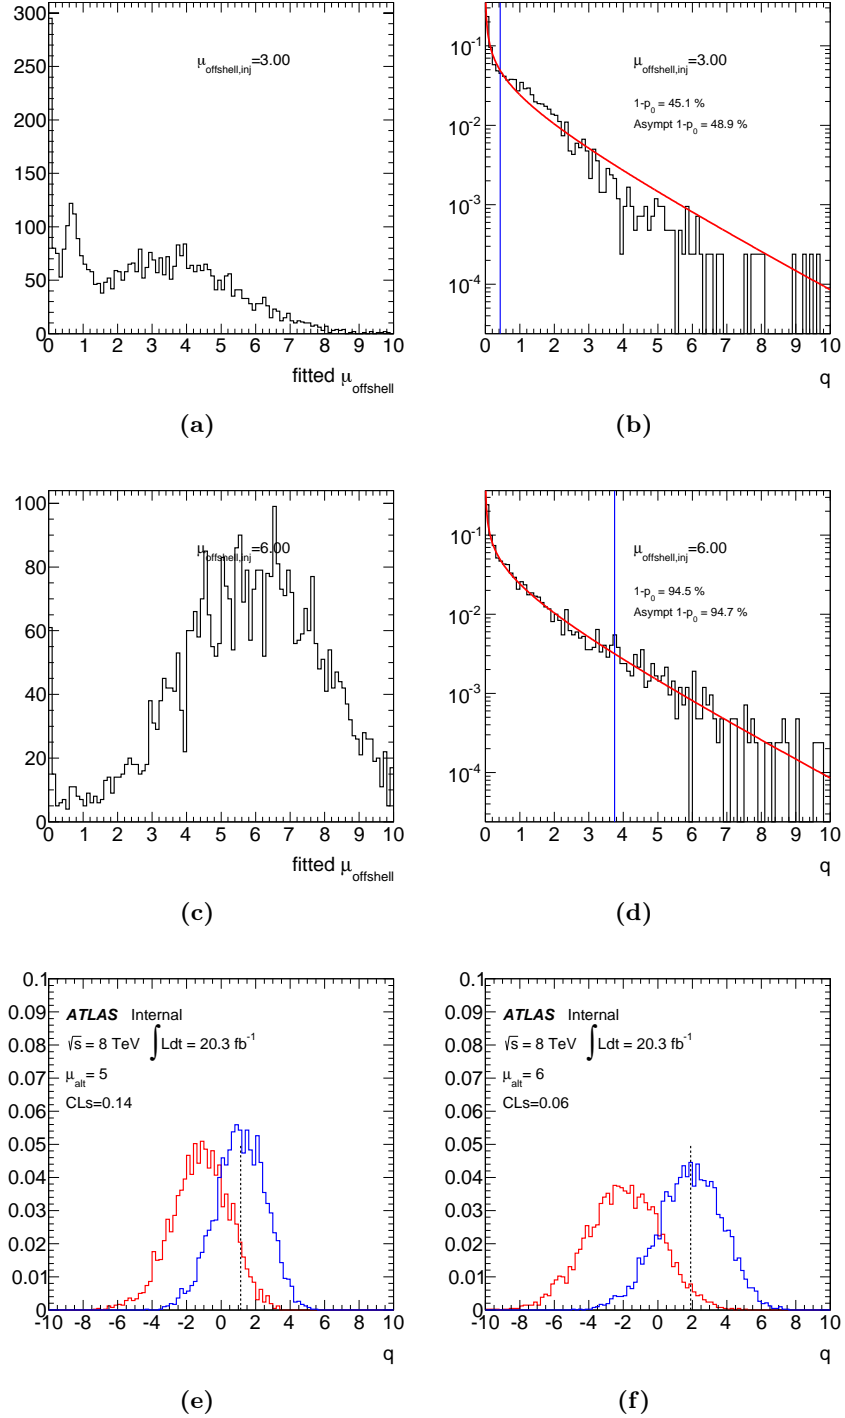 300
250
200
150
100
50
0
μoffshell,inj=3.00
0 1 2 3 4 5 6 7 8 9 10
fitted μoffshell
(a)
10-1
10-2
10-3
10-4
μoffshell,inj=3.00
1-p0 = 45.1 %
Asympt 1-p0 = 48.9 %
0 1 2 3 4 5 6 7 8 9 10
q
(b)
100
80
60
40
20
0
μoffshell,inj=6.00
0 1 2 3 4 5 6 7 8 9 10
fitted μoffshell
(c)
10-1
10-2
10-3
10-4
μoffshell,inj=6.00
1-p0 = 94.5 %
Asympt 1-p0 = 94.7 %
0 1 2 3 4 5 6 7 8 9 10
q
(d)
0.1
0.09
0.08
0.07
0.06
0.05
0.04
0.03
0.02
0.01
0
ATLAS Internal
√s = 8 TeV ∫Ldt = 20.3 fb-1
μalt = 5
CLs=0.14
-10 -8 -6 -4 -2 0 2 4 6 8 10
q
(e)
0.1
0.09
0.08
0.07
0.06
0.05
0.04
0.03
0.02
0.01
0
ATLAS Internal
√s = 8 TeV ∫Ldt = 20.3 fb-1
μalt = 6
CLs=0.06
-10 -8 -6 -4 -2 0 2 4 6 8 10
q
(f)